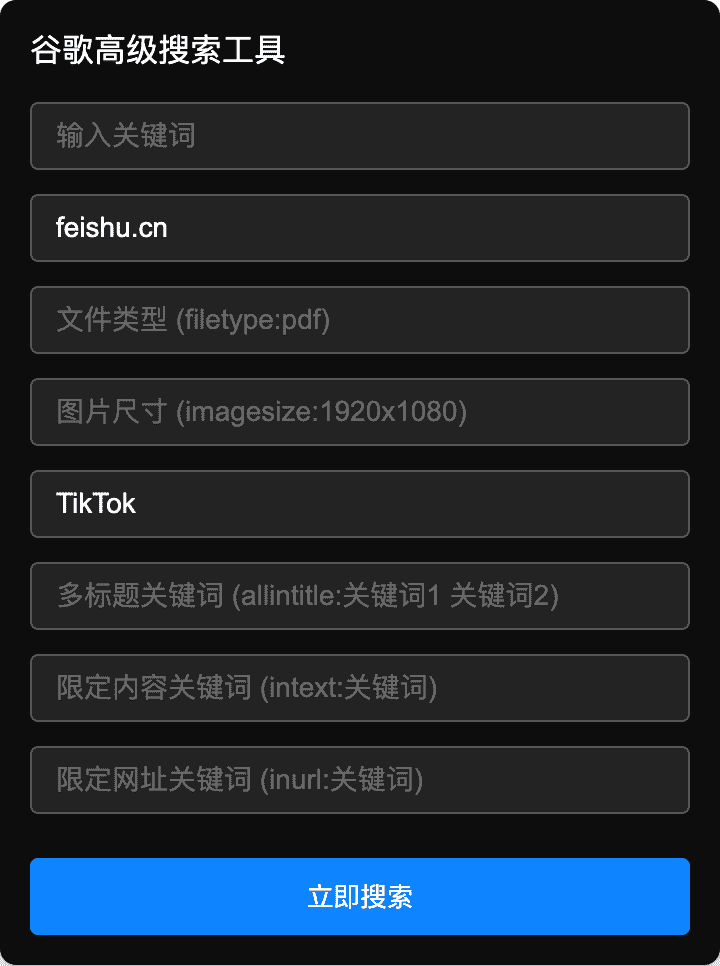 谷歌高级搜索工具
输入关键词
feishu.cn
文件类型 (filetype:pdf)
图片尺寸 (imagesize:1920x1080)
TikTok
多标题关键词 (allintitle:关键词1 关键词2)
限定内容关键词 (intext:关键词)
限定网址关键词 (inurl:关键词)
立即搜索